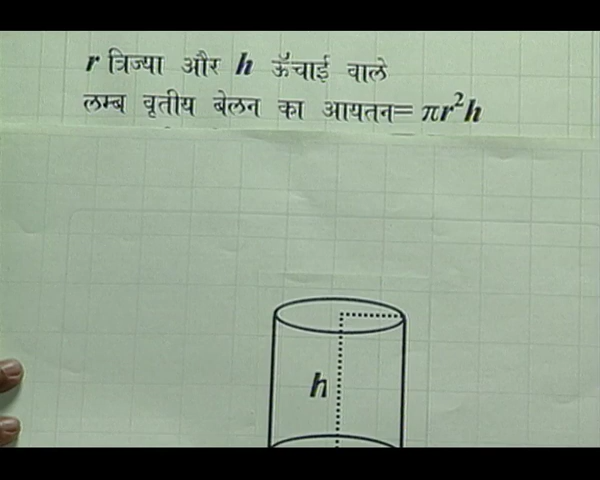 r त्रिज्या और h ऊँचाई वाले
लम्ब वृतीय बेलन का आयतन= πr²h
h